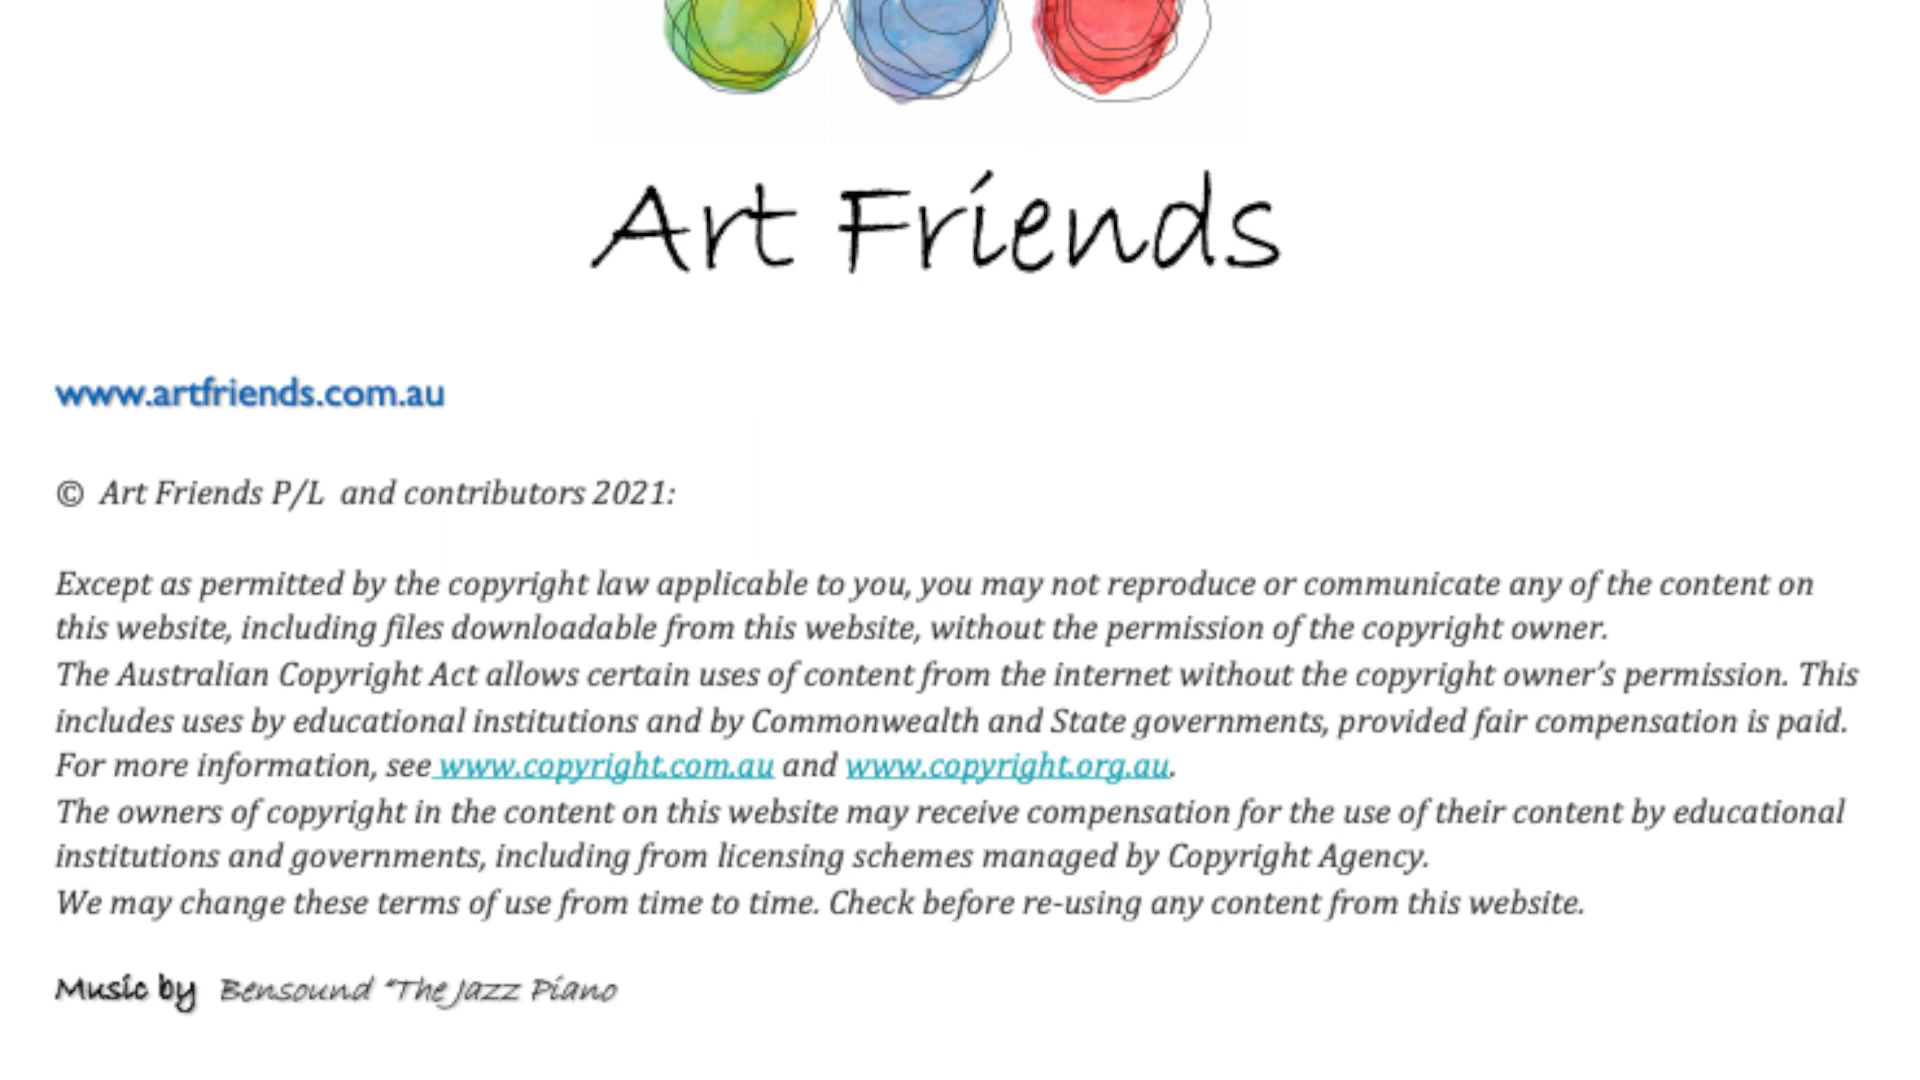 Art Friends
www.artfriends.com.au
© Art Friends P/L and contributors 2021:
Except as permitted by the copyright law applicable to you, you may not reproduce or communicate any of the content on
this website, including files downloadable from this website, without the permission of the copyright owner.
The Australian Copyright Act allows certain uses of content from the internet without the copyright owner’s permission. This
includes uses by educational institutions and by Commonwealth and State governments, provided fair compensation is paid.
For more information, see www.copyright.com.au and www.copyright.org.au.
The owners of copyright in the content on this website may receive compensation for the use of their content by educational
institutions and governments, including from licensing schemes managed by Copyright Agency.
We may change these terms of use from time to time. Check before re-using any content from this website.
Music by Bensound “The Jazz Piano